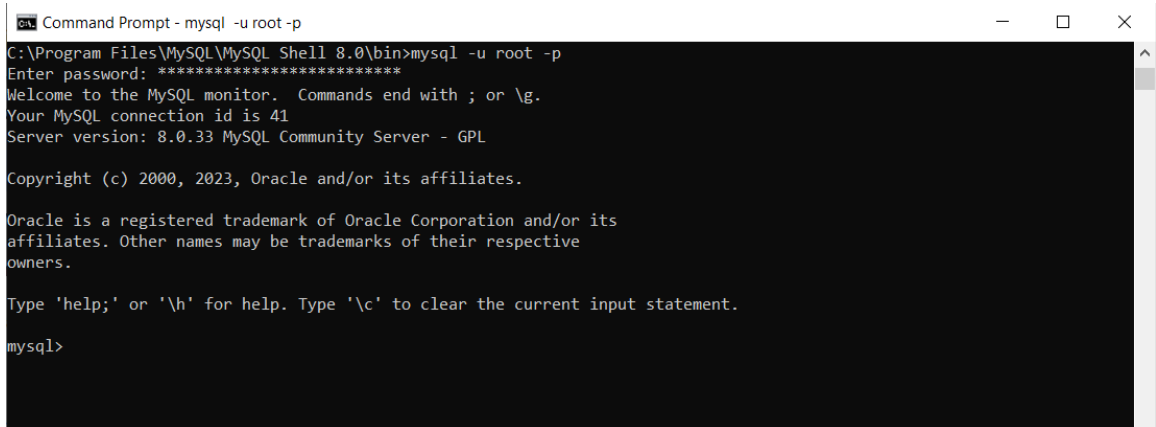 Command Prompt - mysql -u root -p
C:\Program Files\MySQL\MySQL Shell 8.0\bin>mysql -u root -p
Enter password: **************************
Welcome to the MySQL monitor.  Commands end with ; or \g.
Your MySQL connection id is 41
Server version: 8.0.33 MySQL Community Server - GPL
Copyright (c) 2000, 2023, Oracle and/or its affiliates.
Oracle is a registered trademark of Oracle Corporation and/or its
affiliates. Other names may be trademarks of their respective
owners.
Type 'help;' or '\h' for help. Type '\c' to clear the current input statement.
mysql>